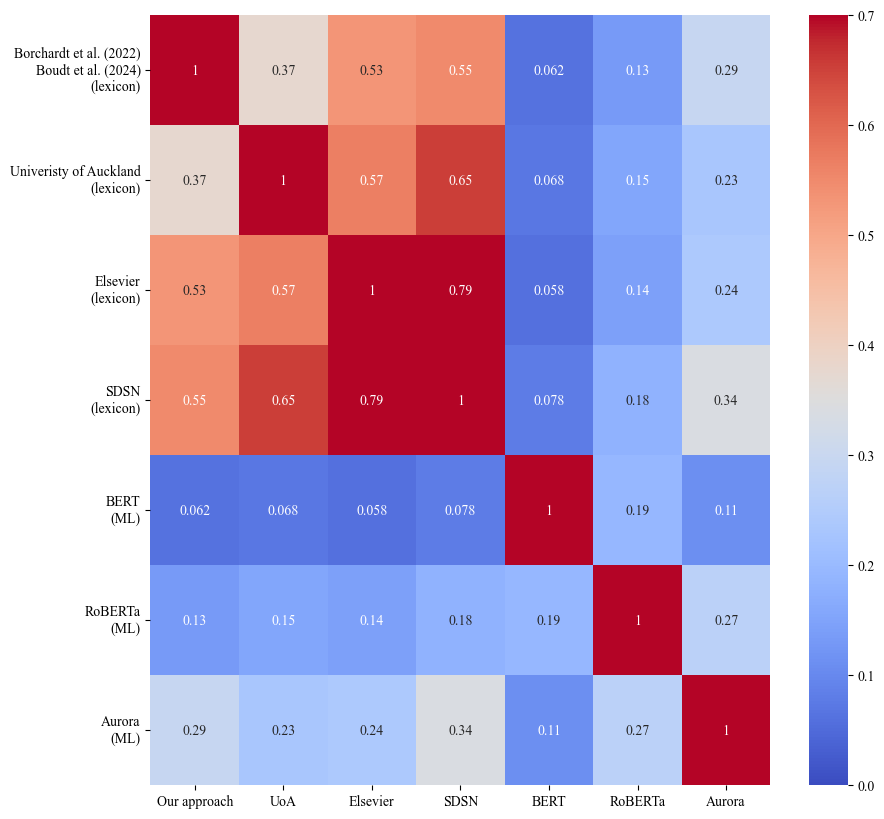 Borchardt et al. (2022)
Boudt et al. (2024)
(lexicon)
1 0.37 0.53 0.55 0.062 0.13 0.29
Univeristy of Auckland
(lexicon)
0.37 1 0.57 0.65 0.068 0.15 0.23
Elsevier
(lexicon)
0.53 0.57 1 0.79 0.058 0.14 0.24
SDSN
(lexicon)
0.55 0.65 0.79 1 0.078 0.18 0.34
BERT
(ML)
0.062 0.068 0.058 0.078 1 0.19 0.11
RoBERTa
(ML)
0.13 0.15 0.14 0.18 0.19 1 0.27
Aurora
(ML)
0.29 0.23 0.24 0.34 0.11 0.27 1
Our approach UoA Elsevier SDSN BERT RoBERTa Aurora
0.7
0.6
0.5
0.4
0.3
0.2
0.1
0.0